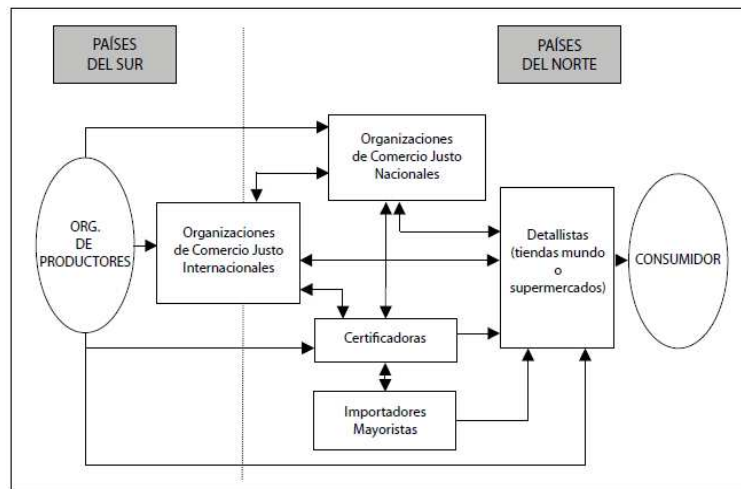 PAÍSES
DEL SUR
PAÍSES
DEL NORTE
Organizaciones
de Comercio Justo
Nacionales
ORG.
DE
PRODUCTORES
Organizaciones
de Comercio Justo
Internacionales
Detallistas
(tiendas mundo
o
supermercados)
CONSUMIDOR
Certificadoras
Importadores
Mayoristas